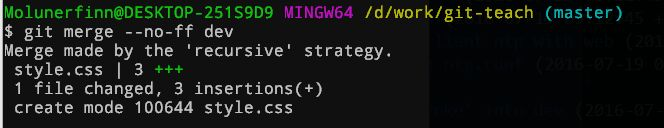 Molunerfinn@DESKTOP-251S9D9 MINGW64 /d/work/git-teach (master)
$ git merge --no-ff dev
Merge made by the 'recursive' strategy.
 style.css | 3 +++
 1 file changed, 3 insertions(+)
 create mode 100644 style.css